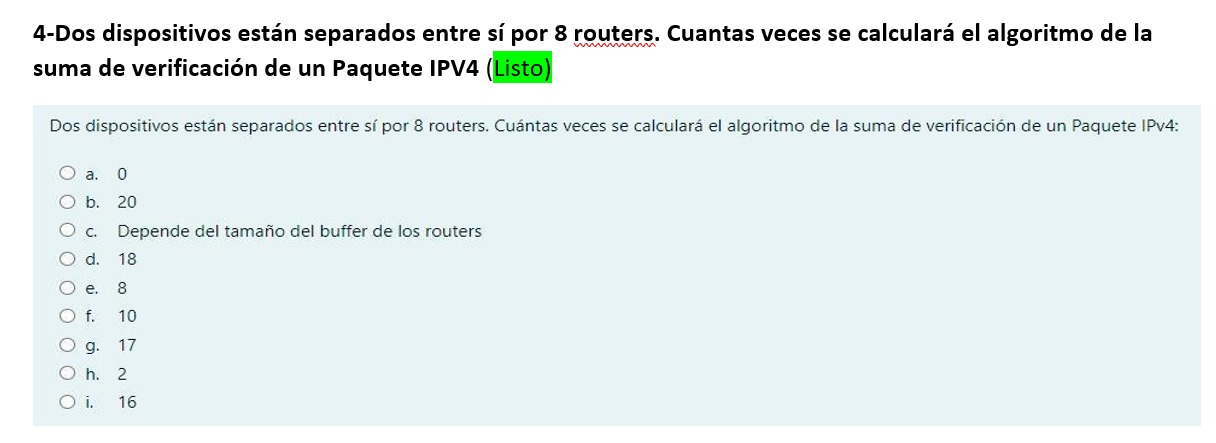 4-Dos dispositivos están separados entre sí por 8 routers. Cuantas veces se calculará el algoritmo de la
suma de verificación de un Paquete IPV4 (Listo)
Dos dispositivos están separados entre sí por 8 routers. Cuántas veces se calculará el algoritmo de la suma de verificación de un Paquete IPv4:
a. 0
b. 20
c. Depende del tamaño del buffer de los routers
d. 18
e. 8
f. 10
g. 17
h. 2
i. 16